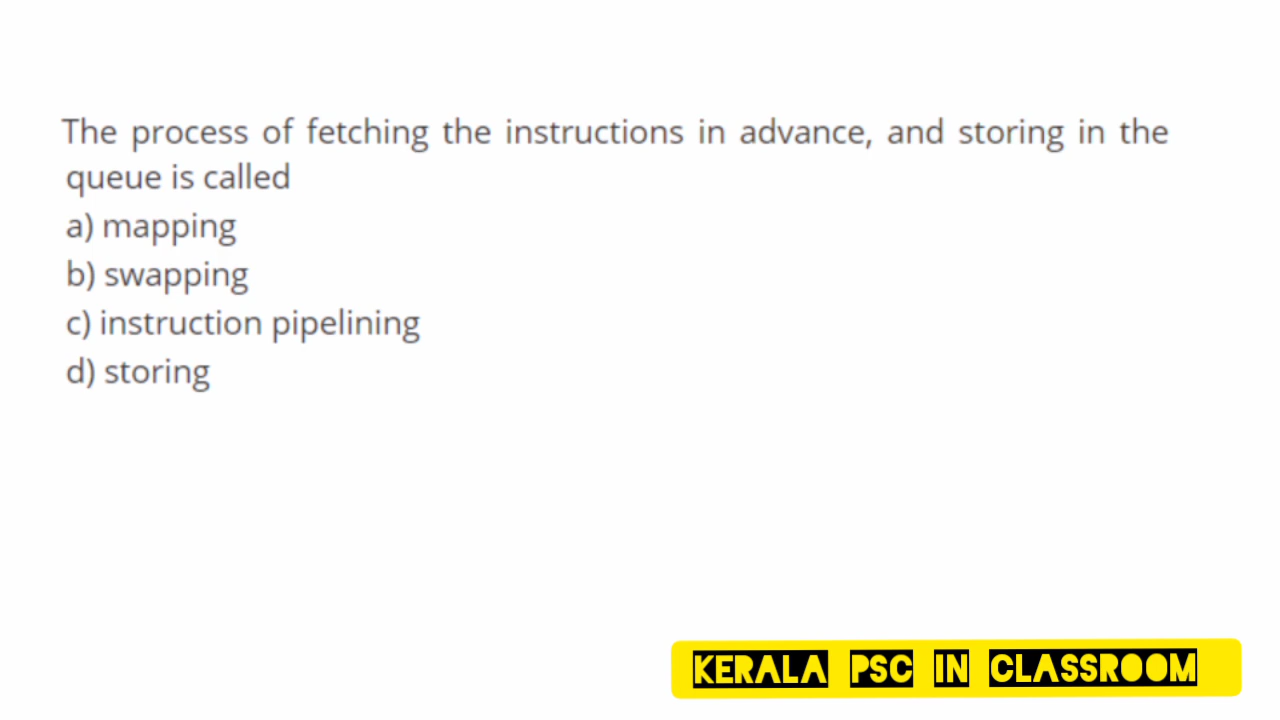 The process of fetching the instructions in advance, and storing in the
queue is called
a) mapping
b) swapping
c) instruction pipelining
d) storing
KERALA PSC IN CLASSROOM